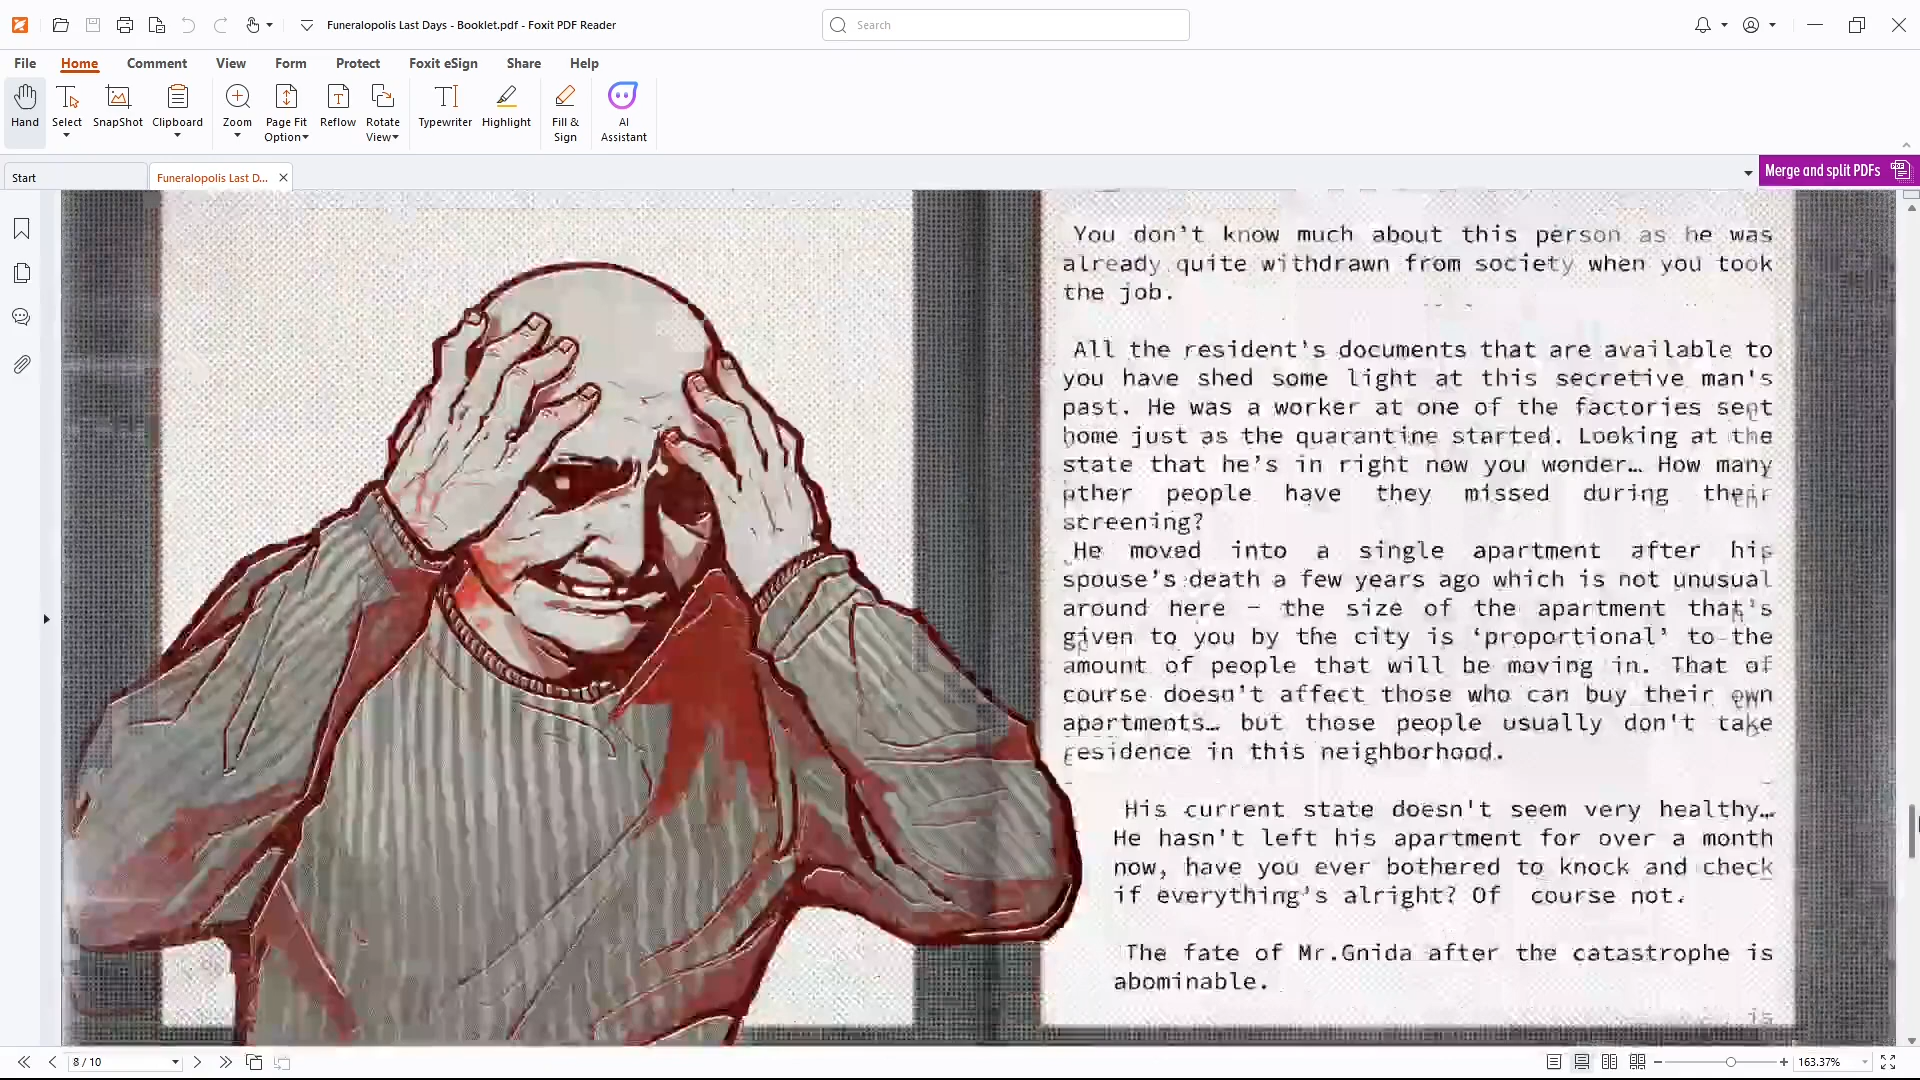 Funeralopolis Last Days - Booklet.pdf - Foxit PDF Reader
Search
File Home Comment View Form Protect Foxit eSign Share Help
Hand
Select
SnapShot
Clipboard
Zoom
Page Fit
Option
Reflow
Rotate
View
Typewriter
Highlight
Fill &
Sign
AI
Assistant
Start
Funeralopolis Last D...
Merge and split PDFs
You don't know much about this person as he was
already quite withdrawn from society when you took
the job.
All the resident's documents that are available to
you have shed some light at this secretive man's
past. He was a worker at one of the factories sent
home just as the quarantine started. Looking at the
state that he's in right now you wonder… How many
other people have they missed during their
screening?
He moved into a single apartment after his
spouse's death a few years ago which is not unusual
around here – the size of the apartment that's
given to you by the city is ‘proportional’ to the
amount of people that will be moving in. That of
course doesn't affect those who can buy their own
apartments… but those people usually don't take
residence in this neighborhood.
His current state doesn't seem very healthy…
He hasn't left his apartment for over a month
now, have you ever bothered to knock and check
if everything's alright? Of course not.
The fate of Mr.Gnida after the catastrophe is
abominable.
is
8 / 10
163.37%